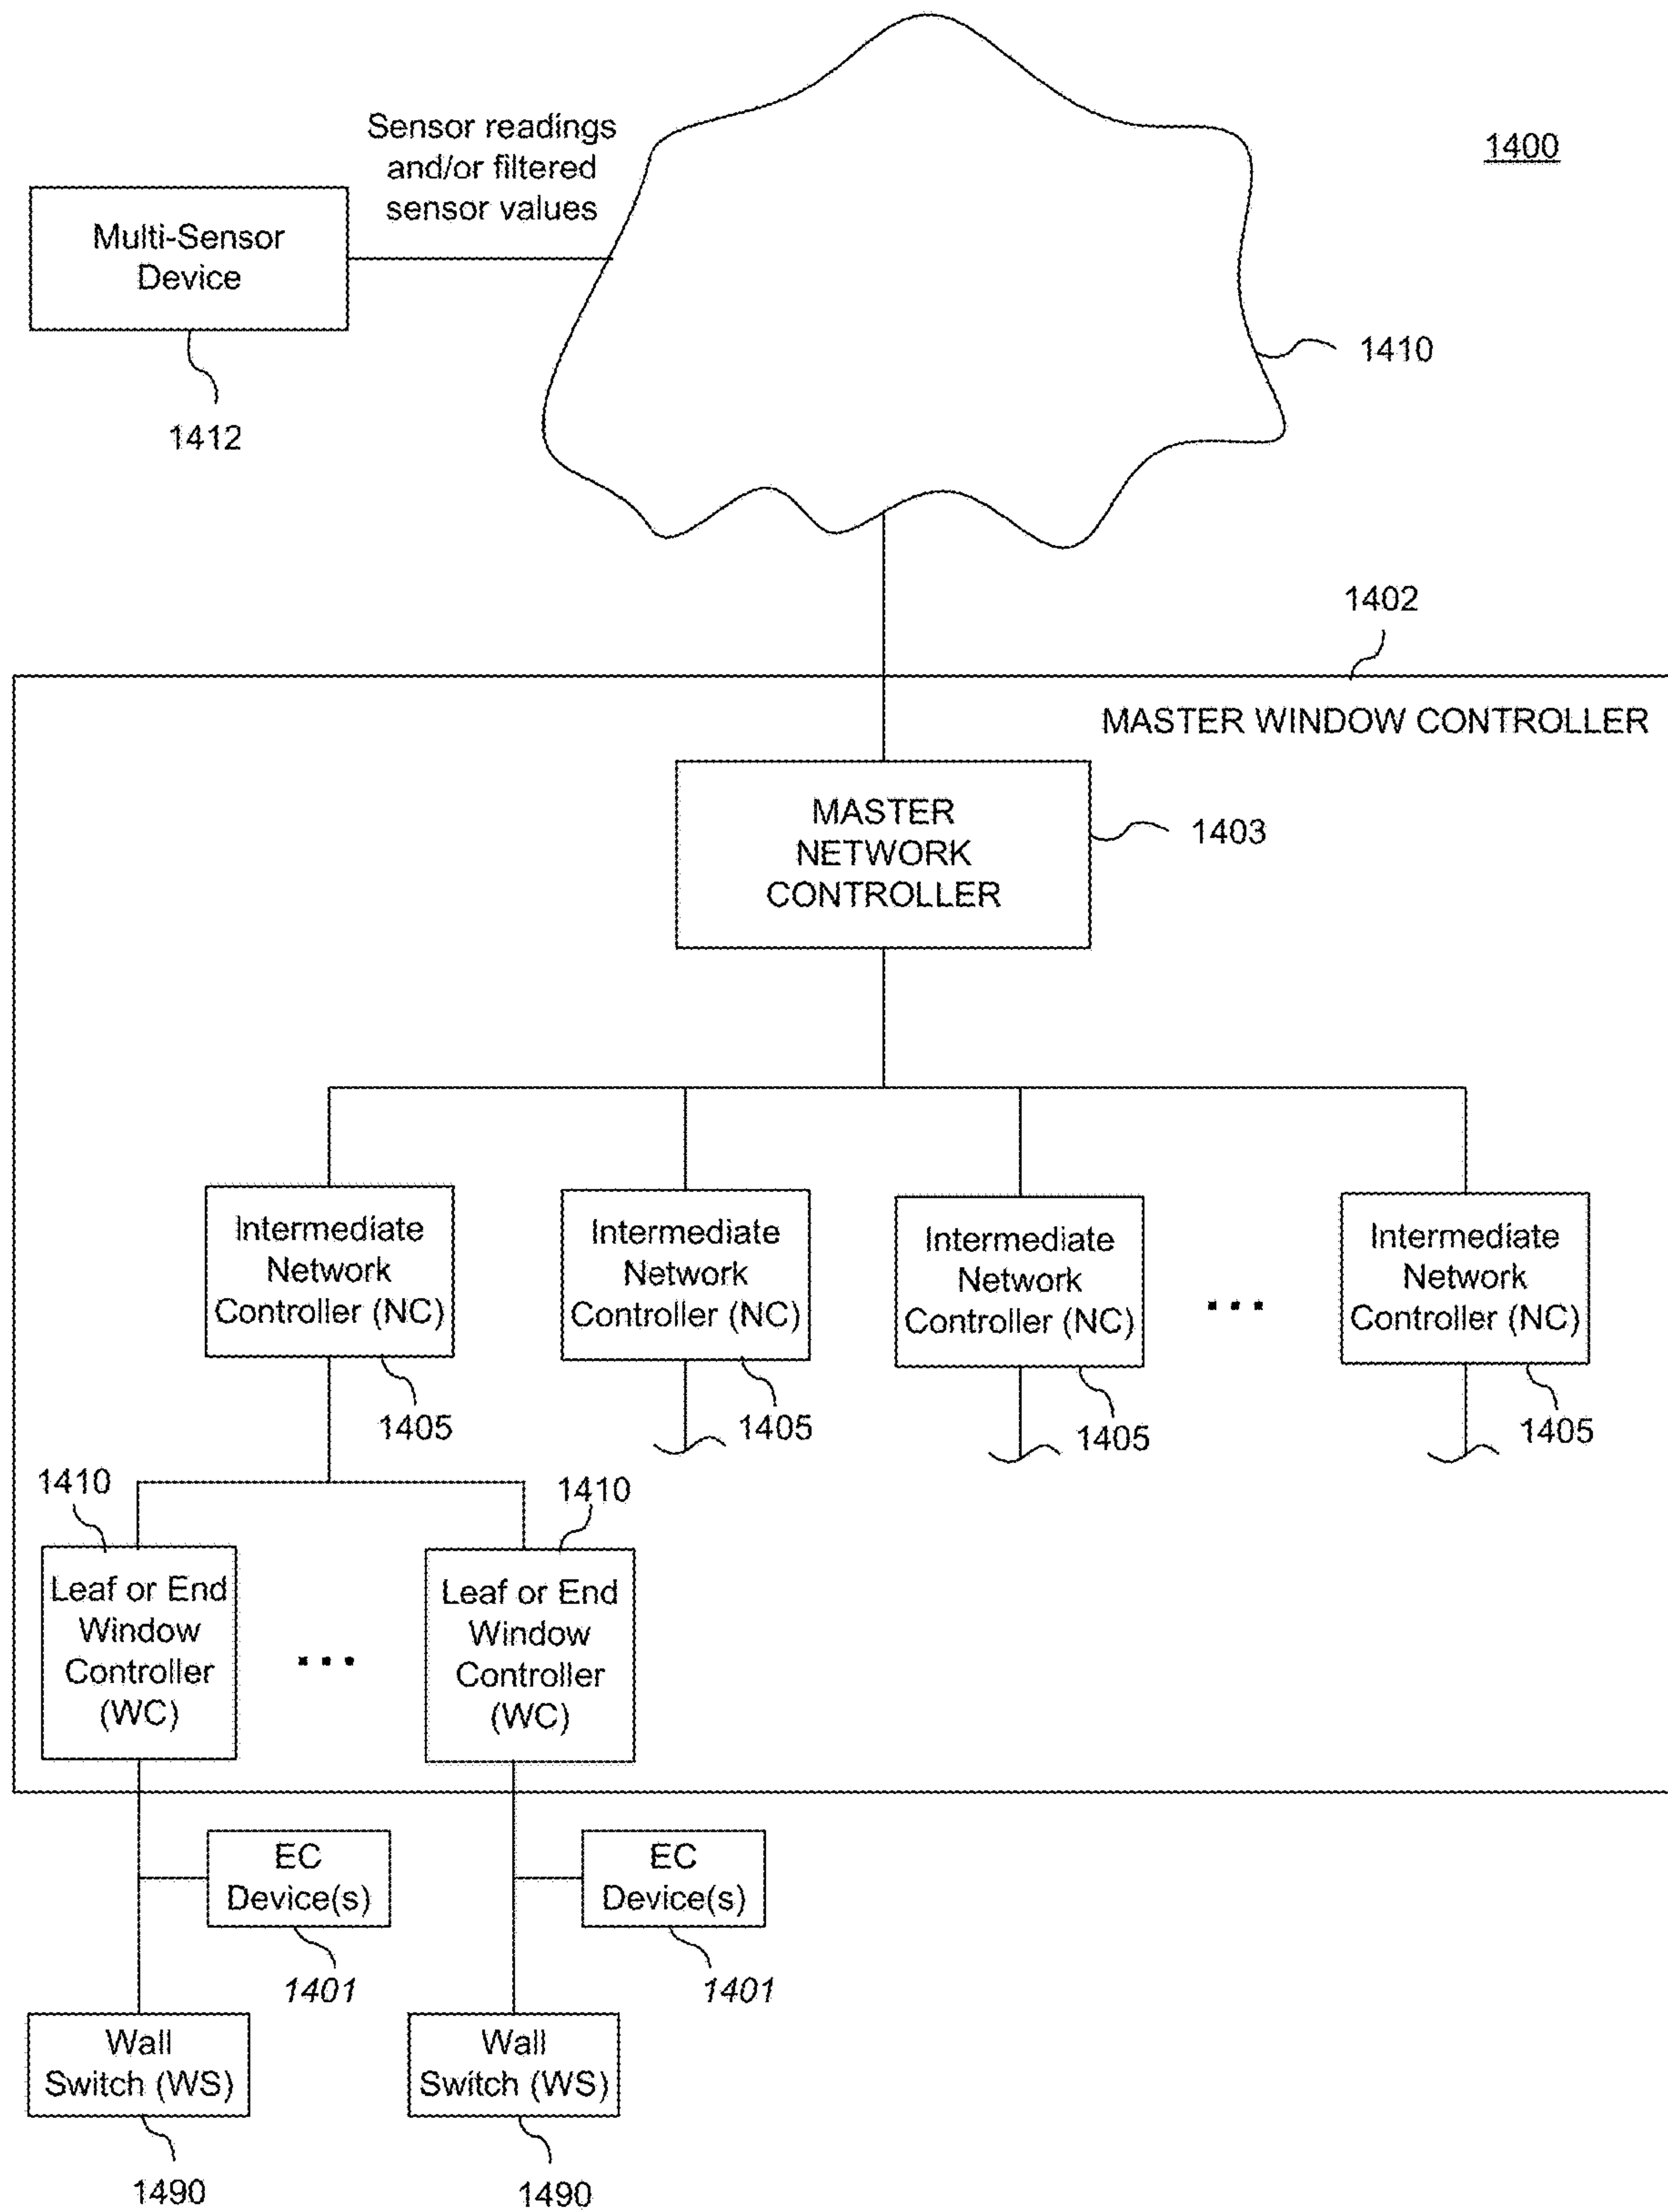 Sensor readings
and/or filtered
sensor values
1400
Multi-Sensor
Device
1410
1412
1402
MASTER WINDOW CONTROLLER
MASTER
NETWORK
CONTROLLER
1403
Intermediate
Network
Controller (NC)
Intermediate
Network
Controller (NC)
Intermediate
Network
Controller (NC)
...
Intermediate
Network
Controller (NC)
1405
1405
1405
1405
1410
1410
Leaf or End
Window
Controller
(WC)
...
Leaf or End
Window
Controller
(WC)
EC
Device(s)
EC
Device(s)
1401
1401
Wall
Switch (WS)
Wall
Switch (WS)
1490
1490